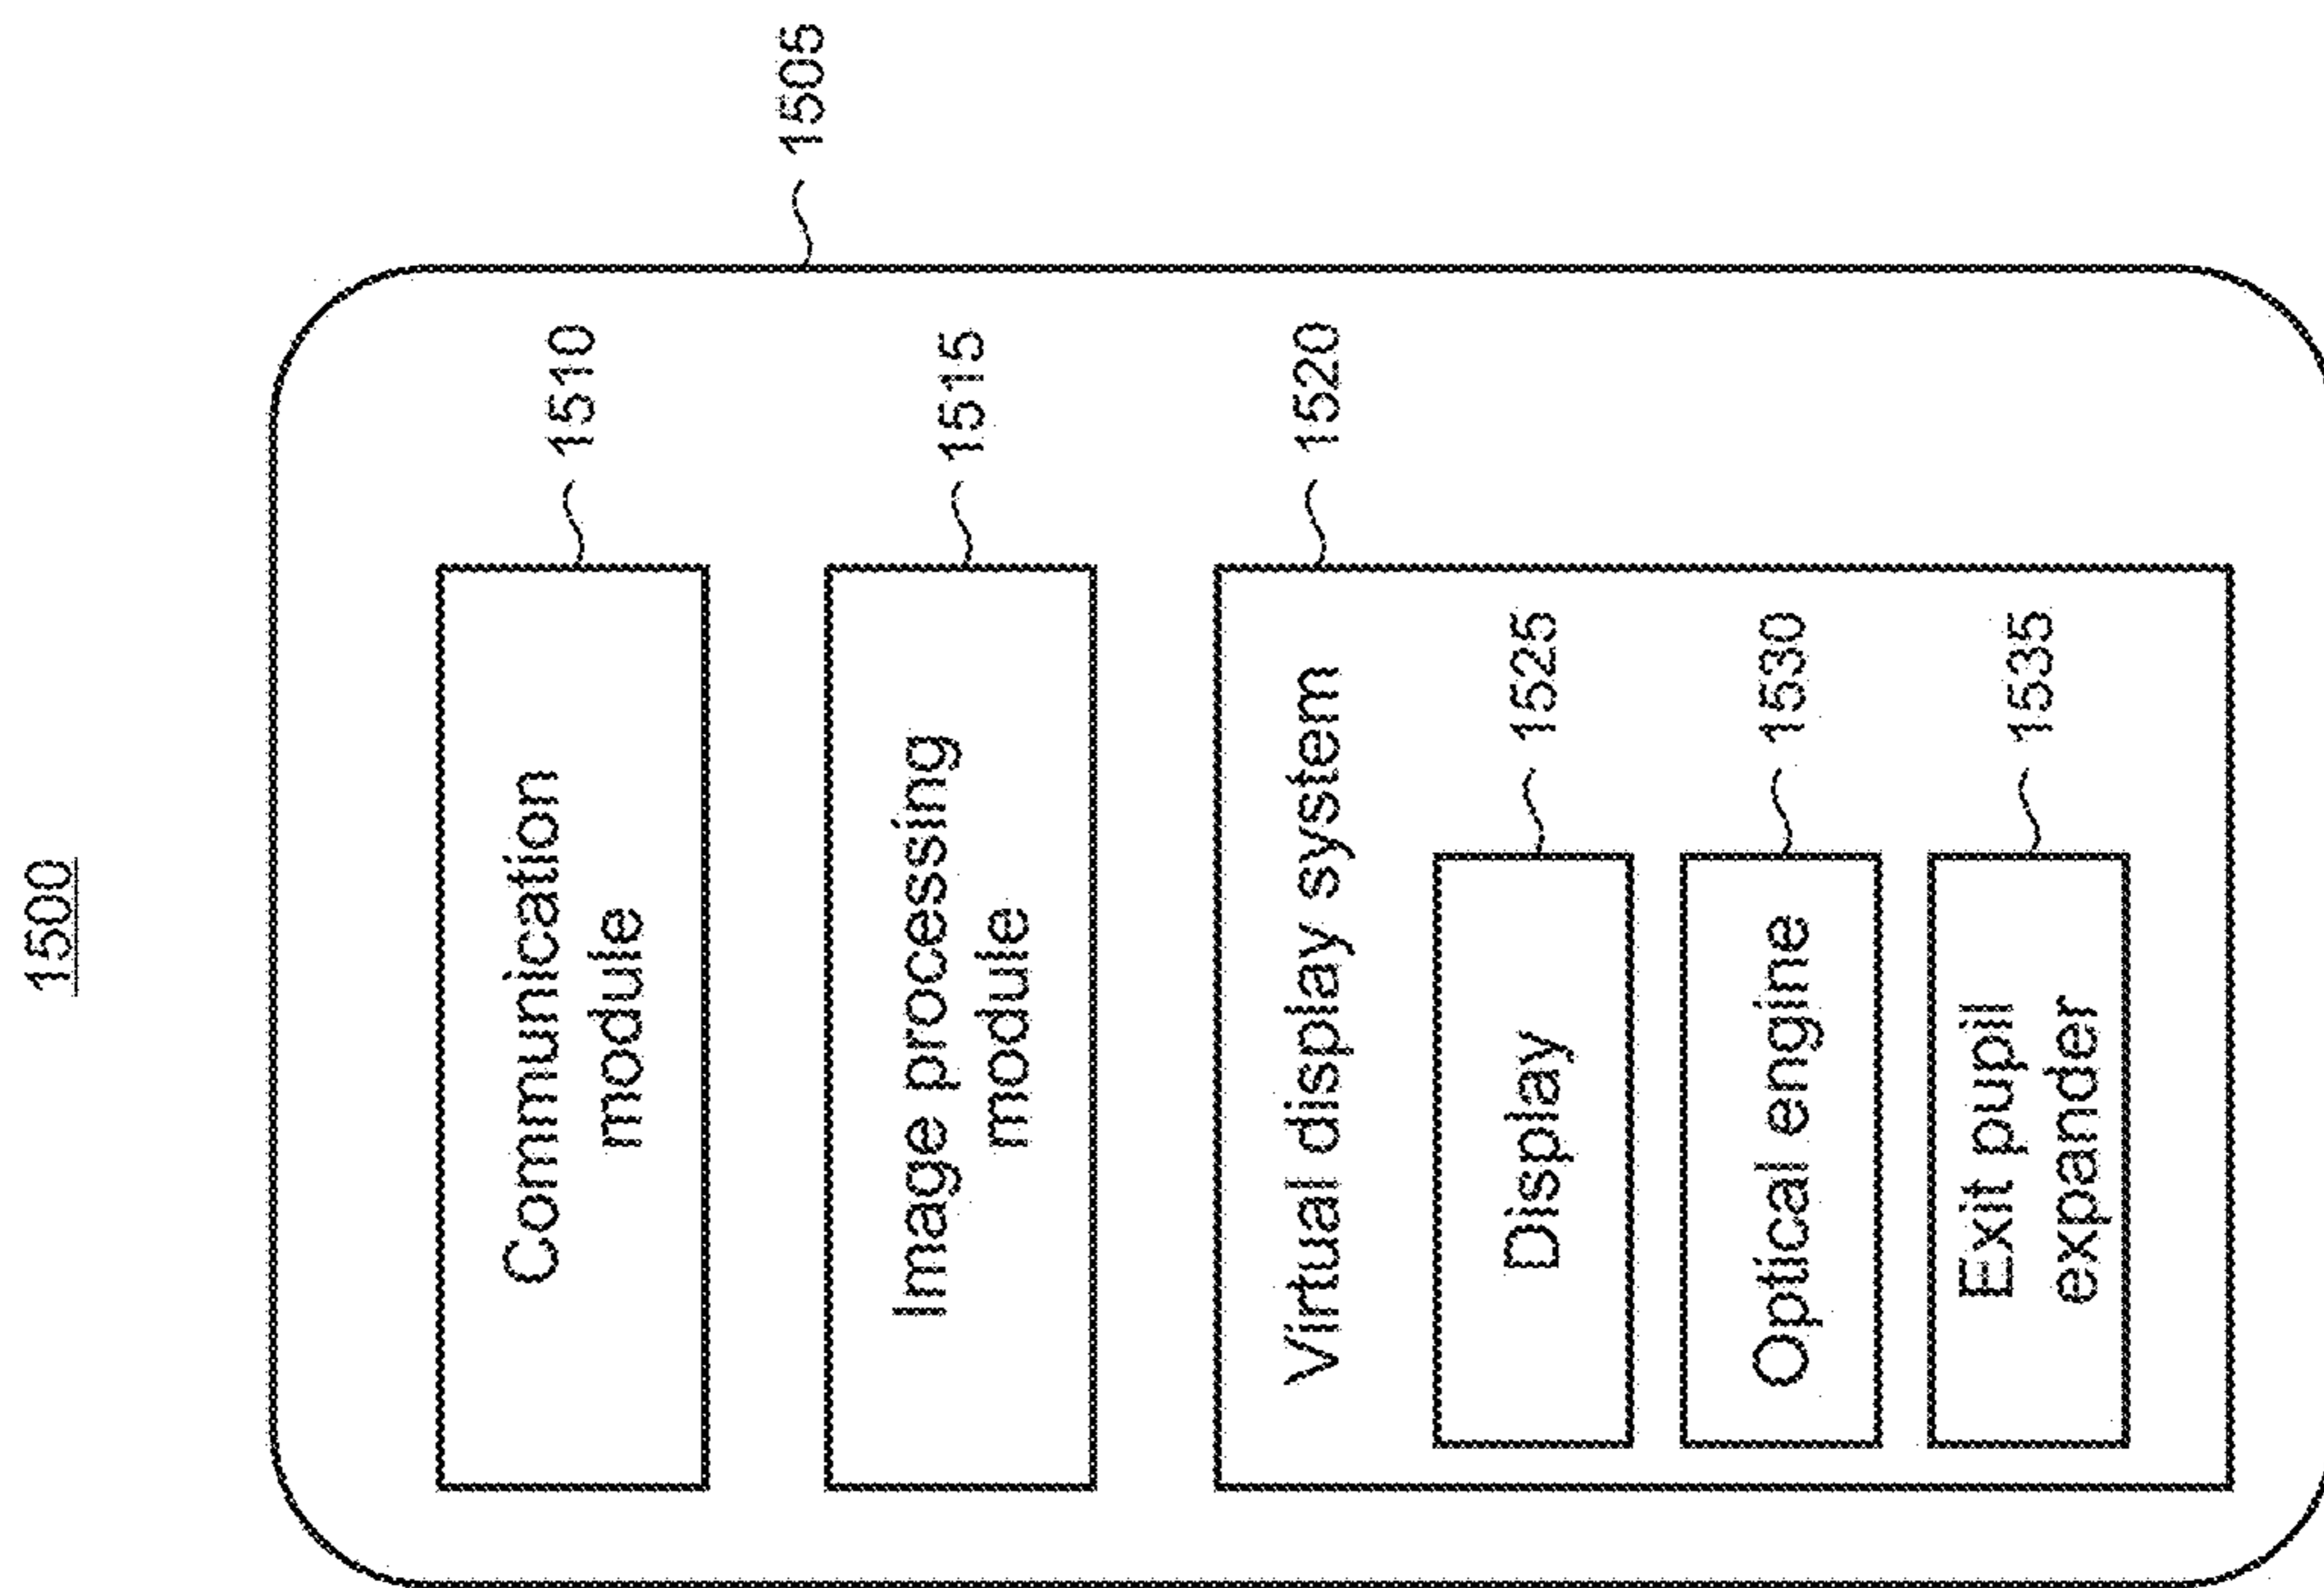 1500
1505
Communication
module
1510
Image processing
module
1515
Virtual display system
1520
Display
1525
Optical engine
1530
Exit pupil
expander
1535